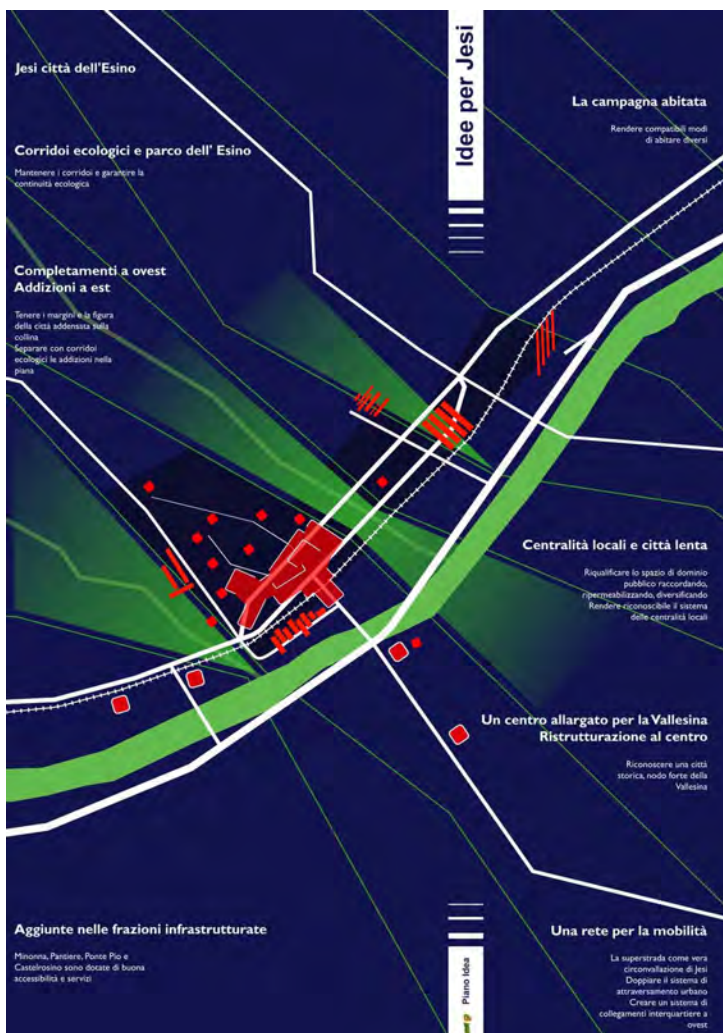 Idee per Jesi
Jesi città dell'Esino
Corridoi ecologici e parco dell' Esino
Mantenere i corridoi e garantire la
continuità ecologica
Completamenti a ovest
Addizioni a est
Tenere i margini e la figura
della città addensata sulla
collina
Separare con corridoi
ecologici le addizioni nella
piana
La campagna abitata
Rendere compatibili modi
di abitare diversi
Centralità locali e città lenta
Riqualificare lo spazio di dominio
pubblico raccordando,
ripermeabilizzando, diversificando
Rendere riconoscibile il sistema
delle centralità locali
Un centro allargato per la Vallesina
Ristrutturazione al centro
Riconoscere una città
storica, nodo forte della
Vallesina
Aggiunte nelle frazioni infrastrutturate
Minonna, Pantiere, Ponte Pio e
Castelrosino sono dotate di buona
accessibilità e servizi
Una rete per la mobilità
La superstrada come vera
circonvallazione di Jesi
Doppiare il sistema di
attraversamento urbano
Creare un sistema di
collegamenti interquartiere a
ovest
Piano Idea